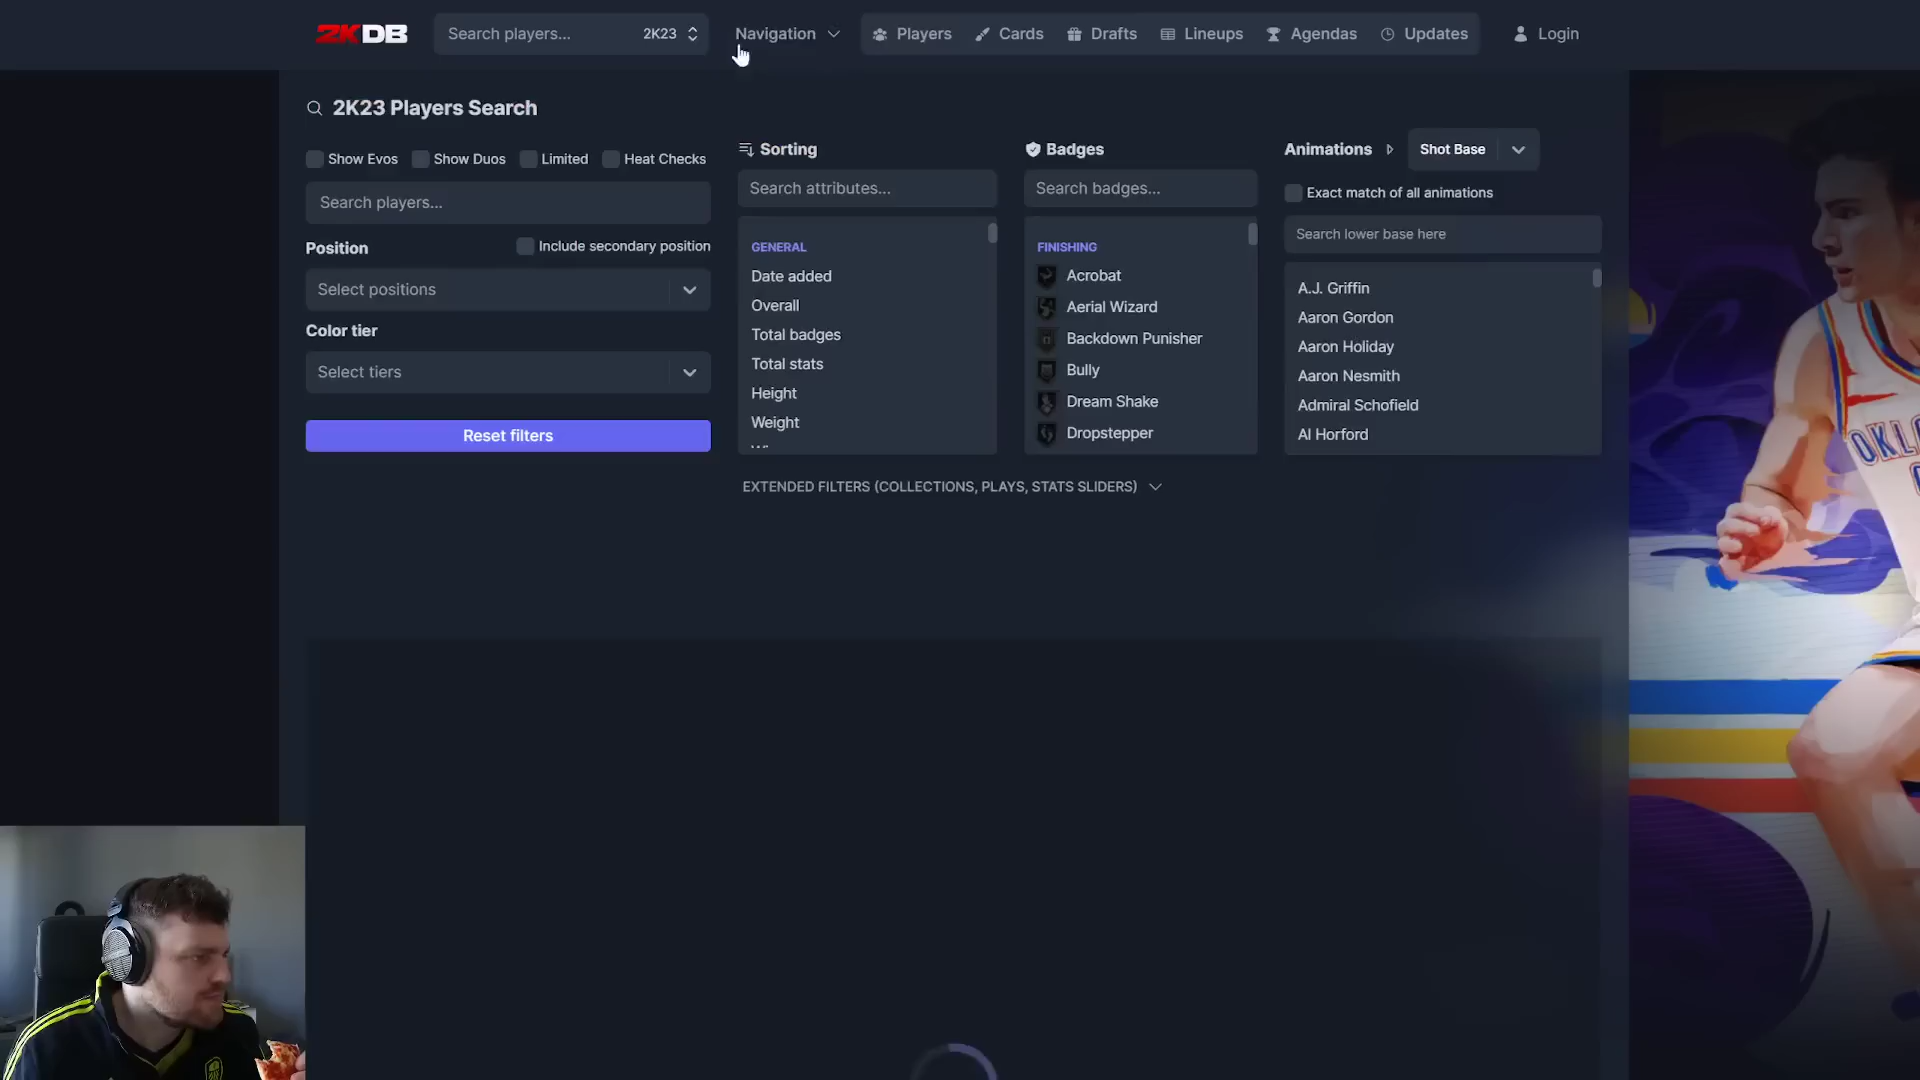 2KDB
Search players...
2K23
Navigation
Players
Cards
Drafts
Lineups
Agendas
Updates
Login
2K23 Players Search
Show Evos
Show Duos
Limited
Heat Checks
Search players...
Position
Include secondary position
Select positions
Color tier
Select tiers
Reset filters
Sorting
Search attributes...
GENERAL
Date added
Overall
Total badges
Total stats
Height
Weight
Badges
Search badges...
FINISHING
Acrobat
Aerial Wizard
Backdown Punisher
Bully
Dream Shake
Dropstepper
Animations
Shot Base
Exact match of all animations
Search lower base here
A.J. Griffin
Aaron Gordon
Aaron Holiday
Aaron Nesmith
Admiral Schofield
Al Horford
EXTENDED FILTERS (COLLECTIONS, PLAYS, STATS SLIDERS)